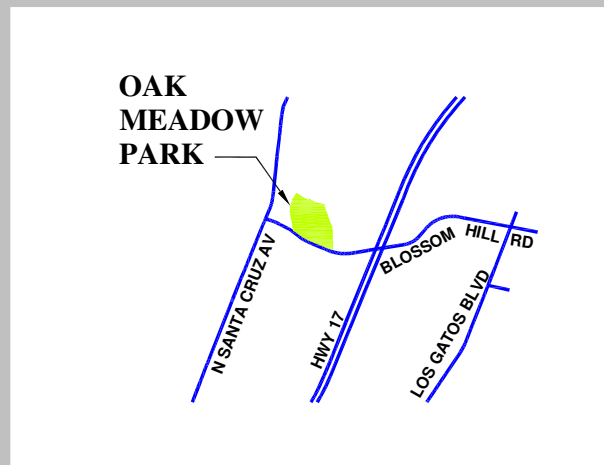 OAK
MEADOW
PARK
BLOSSOM HILL RD
N SANTA CRUZ AV
HWY 17
LOS GATOS BLVD